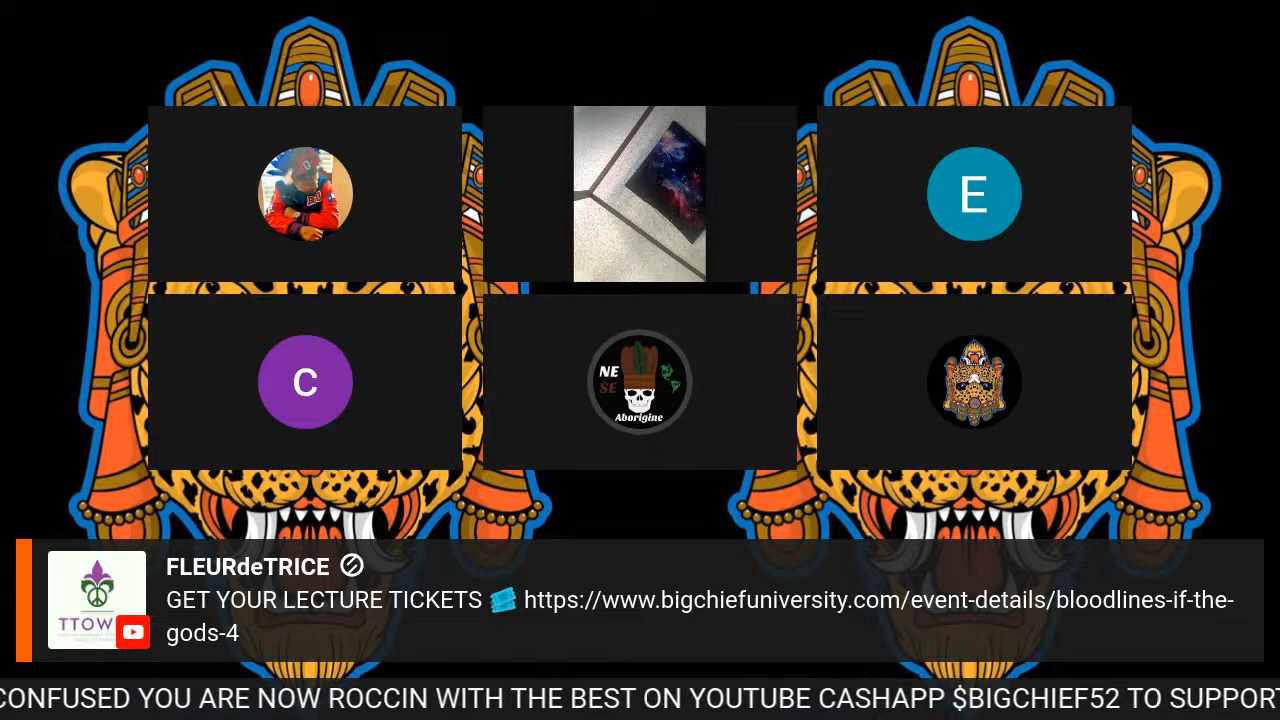 E
C
NE
SE
Aborigine
FLEURdeTRICE
GET YOUR LECTURE TICKETS 🎟️ https://www.bigchiefuniversity.com/event-details/bloodlines-if-the-
gods-4
TTOW
CONFUSED YOU ARE NOW ROCCIN WITH THE BEST ON YOUTUBE CASHAPP $BIGCHIEF52 TO SUPPORT